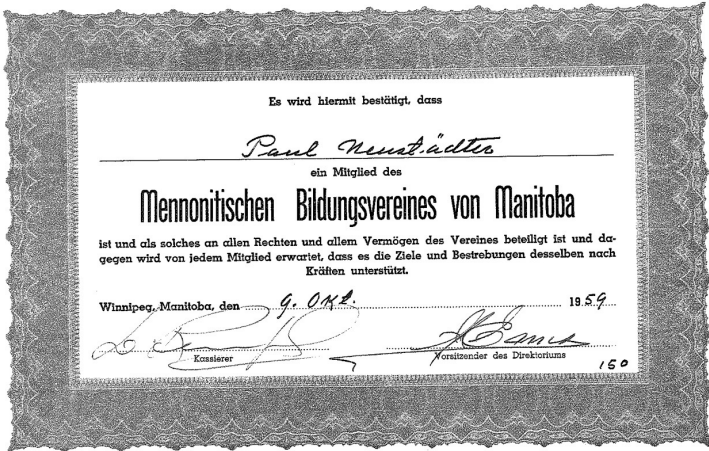 Es wird hiermit bestätigt, dass
Paul Neustädter
ein Mitglied des
Mennonitischen Bildungsvereines von Manitoba
ist und als solches an allen Rechten und allem Vermögen des Vereines beteiligt ist und da-
gegen wird von jedem Mitglied erwartet, dass es die Ziele und Bestrebungen desselben nach
Kräften unterstützt.
Winnipeg, Manitoba, den 9. Okt. 1959
Kassierer Vorsitzender des Direktoriums
150